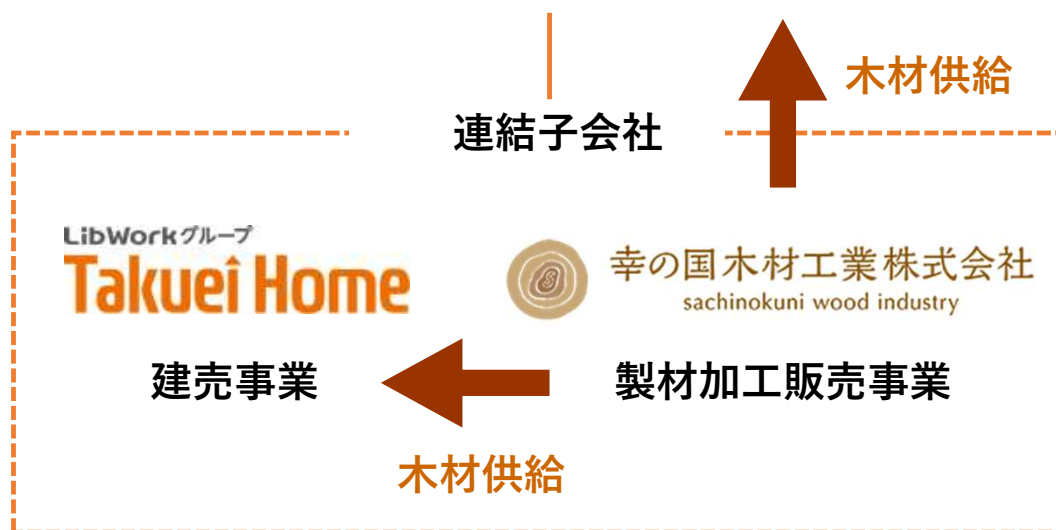 木材供給
連結子会社
LibWorkグループ
Takuei Home
幸の国木材工業株式会社
sachinokuni wood industry
建売事業
製材加工販売事業
木材供給